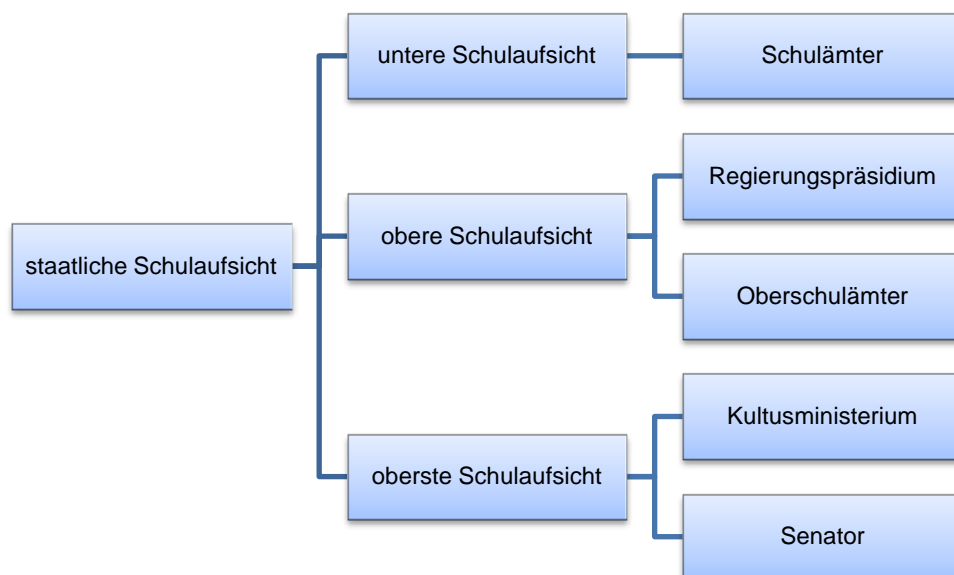 staatliche Schulaufsicht
untere Schulaufsicht
Schulämter
obere Schulaufsicht
Regierungspräsidium
Oberschulämter
oberste Schulaufsicht
Kultusministerium
Senator